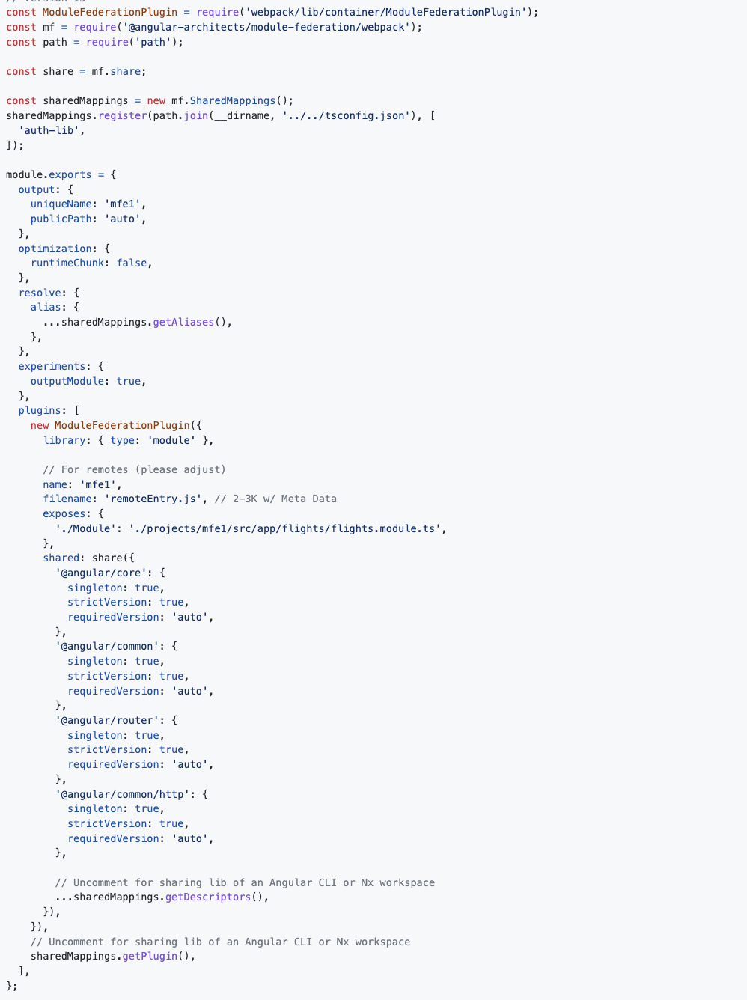 const ModuleFederationPlugin = require('webpack/lib/container/ModuleFederationPlugin');
const mf = require('@angular-architects/module-federation/webpack');
const path = require('path');

const share = mf.share;

const sharedMappings = new mf.SharedMappings();
sharedMappings.register(path.join(__dirname, '../../tsconfig.json'), [
  'auth-lib',
]);

module.exports = {
  output: {
    uniqueName: 'mfe1',
    publicPath: 'auto',
  },
  optimization: {
    runtimeChunk: false,
  },
  resolve: {
    alias: {
      ...sharedMappings.getAliases(),
    },
  },
  experiments: {
    outputModule: true,
  },
  plugins: [
    new ModuleFederationPlugin({
      library: { type: 'module' },

      // For remotes (please adjust)
      name: 'mfe1',
      filename: 'remoteEntry.js', // 2-3K w/ Meta Data
      exposes: {
        './Module': './projects/mfe1/src/app/flights/flights.module.ts',
      },
      shared: share({
        '@angular/core': {
          singleton: true,
          strictVersion: true,
          requiredVersion: 'auto',
        },
        '@angular/common': {
          singleton: true,
          strictVersion: true,
          requiredVersion: 'auto',
        },
        '@angular/router': {
          singleton: true,
          strictVersion: true,
          requiredVersion: 'auto',
        },
        '@angular/common/http': {
          singleton: true,
          strictVersion: true,
          requiredVersion: 'auto',
        },

        // Uncomment for sharing lib of an Angular CLI or Nx workspace
        ...sharedMappings.getDescriptors(),
      }),
    }),
    // Uncomment for sharing lib of an Angular CLI or Nx workspace
    sharedMappings.getPlugin(),
  ],
};